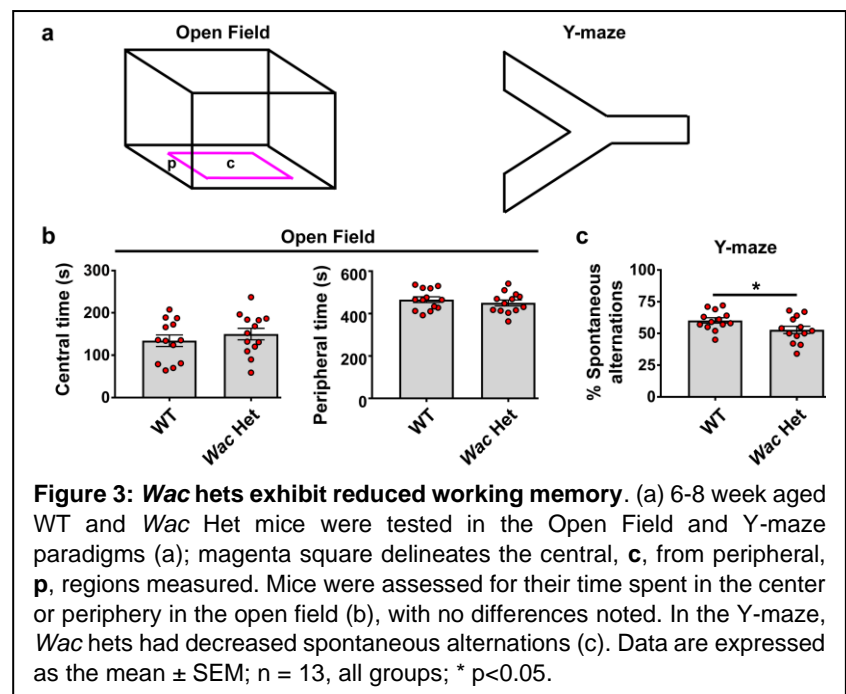 a
Open Field
Y-maze
p
c
b
Open Field
c
Y-maze
Central time (s)
300
200
100
0
WT
Wac Het
Peripheral time (s)
600
400
200
0
WT
Wac Het
% Spontaneous
alternations
100
75
50
25
0
*
WT
Wac Het
Figure 3: Wac hets exhibit reduced working memory. (a) 6-8 week aged
WT and Wac Het mice were tested in the Open Field and Y-maze
paradigms (a); magenta square delineates the central, c, from peripheral,
p, regions measured. Mice were assessed for their time spent in the center
or periphery in the open field (b), with no differences noted. In the Y-maze,
Wac hets had decreased spontaneous alternations (c). Data are expressed
as the mean ± SEM; n = 13, all groups; * p<0.05.